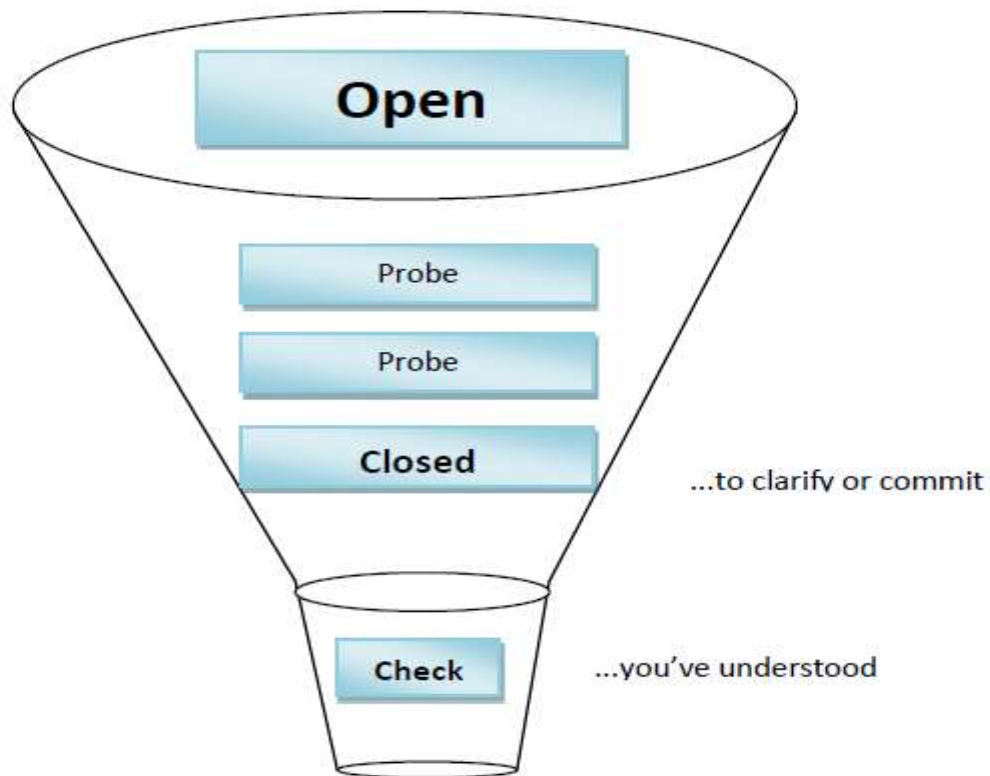 Open
Probe
Probe
Closed
...to clarify or commit
Check
...you've understood